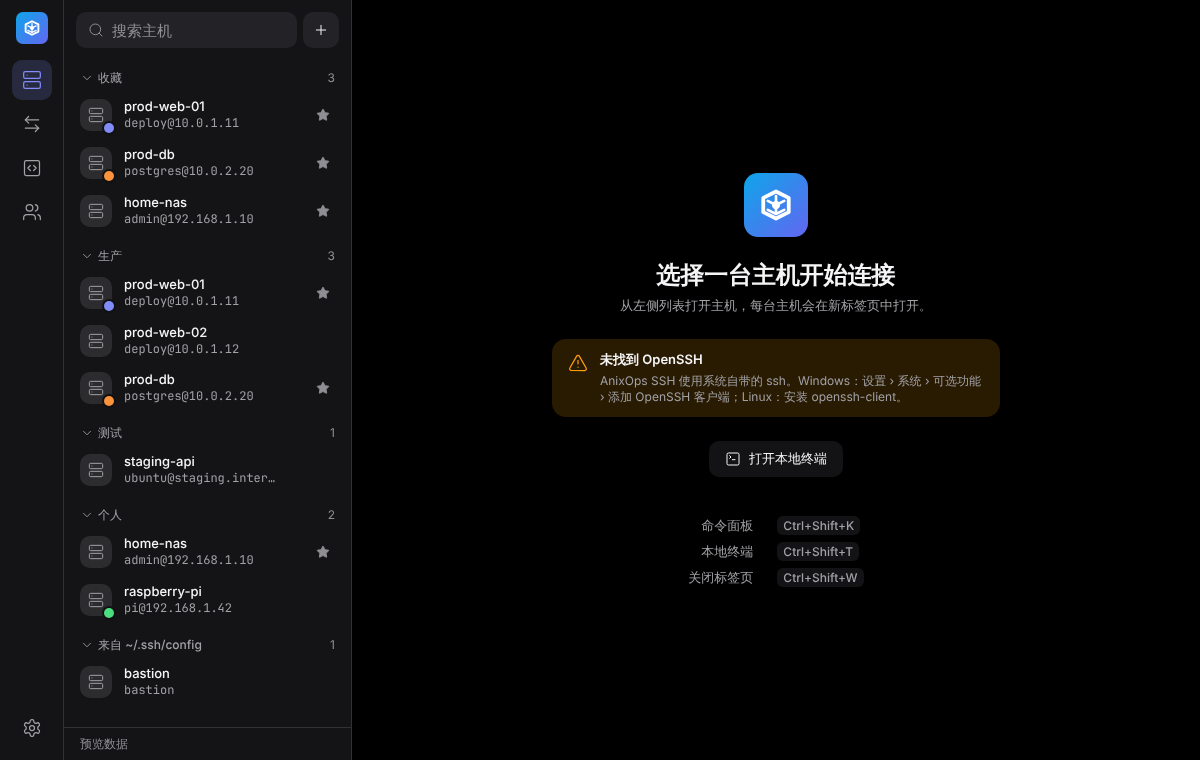 搜索主机
收藏 3
prod-web-01
deploy@10.0.1.11
prod-db
postgres@10.0.2.20
home-nas
admin@192.168.1.10
生产 3
prod-web-01
deploy@10.0.1.11
prod-web-02
deploy@10.0.1.12
prod-db
postgres@10.0.2.20
测试 1
staging-api
ubuntu@staging.inter…
个人 2
home-nas
admin@192.168.1.10
raspberry-pi
pi@192.168.1.42
来自 ~/.ssh/config 1
bastion
bastion
预览数据
选择一台主机开始连接
从左侧列表打开主机，每台主机会在新标签页中打开。
未找到 OpenSSH
AnixOps SSH 使用系统自带的 ssh。Windows：设置 › 系统 › 可选功能
› 添加 OpenSSH 客户端；Linux：安装 openssh-client。
打开本地终端
命令面板 Ctrl+Shift+K
本地终端 Ctrl+Shift+T
关闭标签页 Ctrl+Shift+W